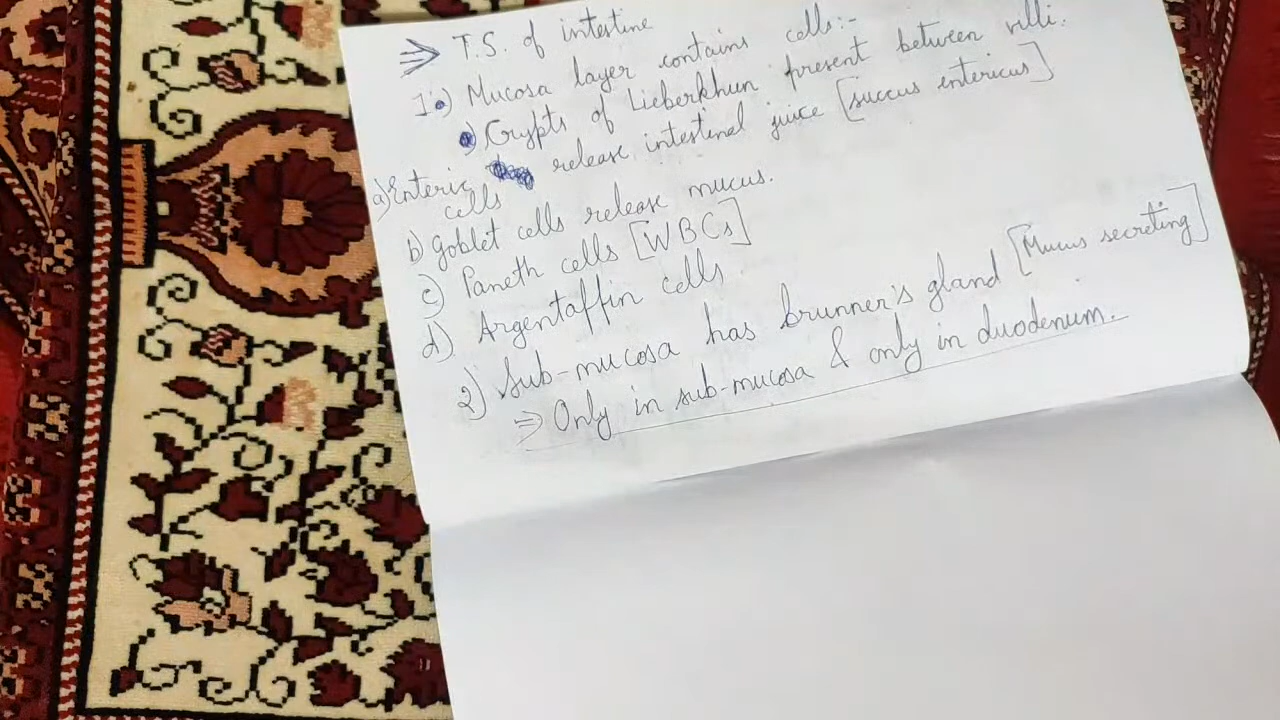 ⇒ T.S. of intestine
1.) Mucosa layer contains cells:-
Crypts of Lieberkhun present between villi.
a) Enteric cells release intestinal juice [succus entericus]
b) Goblet cells release mucus.
c) Paneth cells [WBCs]
d) Argentaffin cells.
2) Sub-mucosa has brunner's gland [Mucus secreting]
⇒ Only in sub-mucosa & only in duodenum.